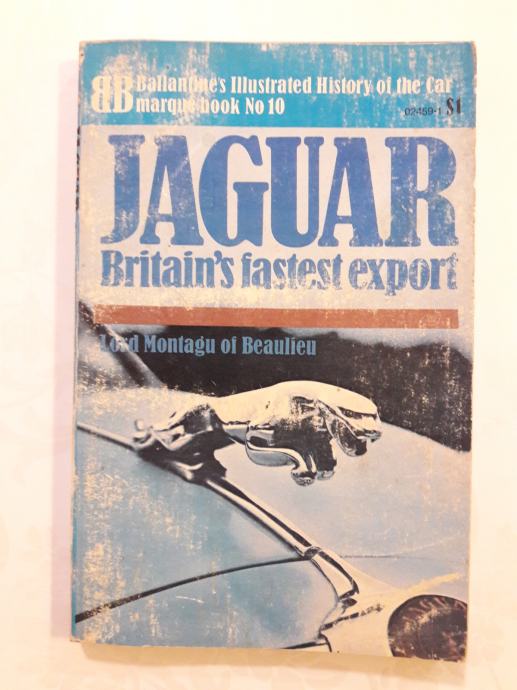 BB Ballantine's Illustrated History of the Car
marque book No 10
02459-1 $1
JAGUAR
Britain's fastest export
Lord Montagu of Beaulieu